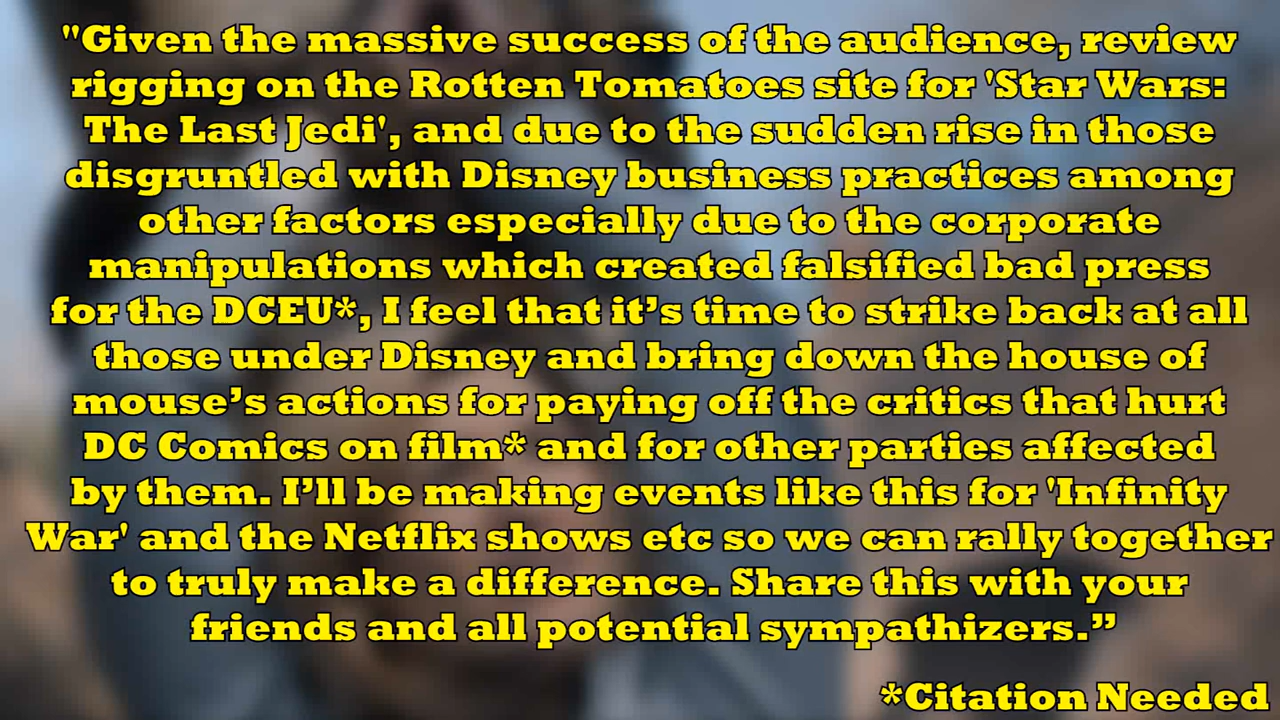 "Given the massive success of the audience, review
rigging on the Rotten Tomatoes site for 'Star Wars:
The Last Jedi', and due to the sudden rise in those
disgruntled with Disney business practices among
other factors especially due to the corporate
manipulations which created falsified bad press
for the DCEU*, I feel that it’s time to strike back at all
those under Disney and bring down the house of
mouse’s actions for paying off the critics that hurt
DC Comics on film* and for other parties affected
by them. I’ll be making events like this for 'Infinity
War' and the Netflix shows etc so we can rally together
to truly make a difference. Share this with your
friends and all potential sympathizers.”
*Citation Needed